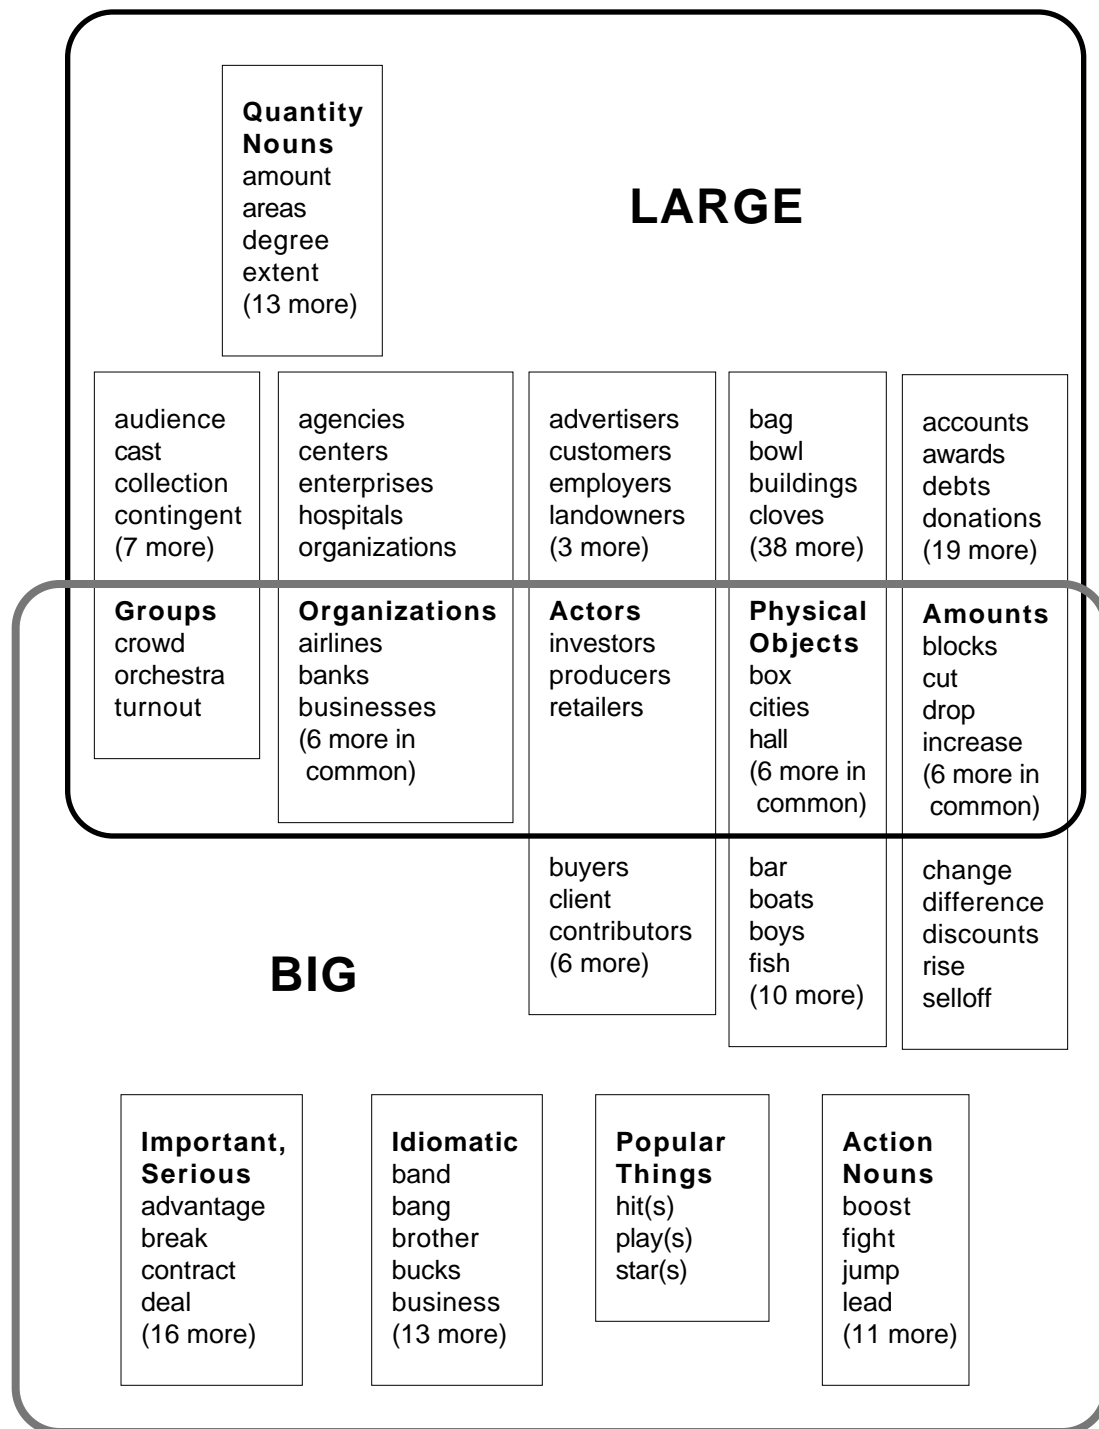 Quantity
Nouns
amount
areas
degree
extent
(13 more)
LARGE
audience
cast
collection
contingent
(7 more)
Groups
crowd
orchestra
turnout
agencies
centers
enterprises
hospitals
organizations
Organizations
airlines
banks
businesses
(6 more in
common)
advertisers
customers
employers
landowners
(3 more)
Actors
investors
producers
retailers
buyers
client
contributors
(6 more)
bag
bowl
buildings
cloves
(38 more)
Physical
Objects
box
cities
hall
(6 more in
common)
bar
boats
boys
fish
(10 more)
accounts
awards
debts
donations
(19 more)
Amounts
blocks
cut
drop
increase
(6 more in
common)
change
difference
discounts
rise
selloff
BIG
Important,
Serious
advantage
break
contract
deal
(16 more)
Idiomatic
band
bang
brother
bucks
business
(13 more)
Popular
Things
hit(s)
play(s)
star(s)
Action
Nouns
boost
fight
jump
lead
(11 more)